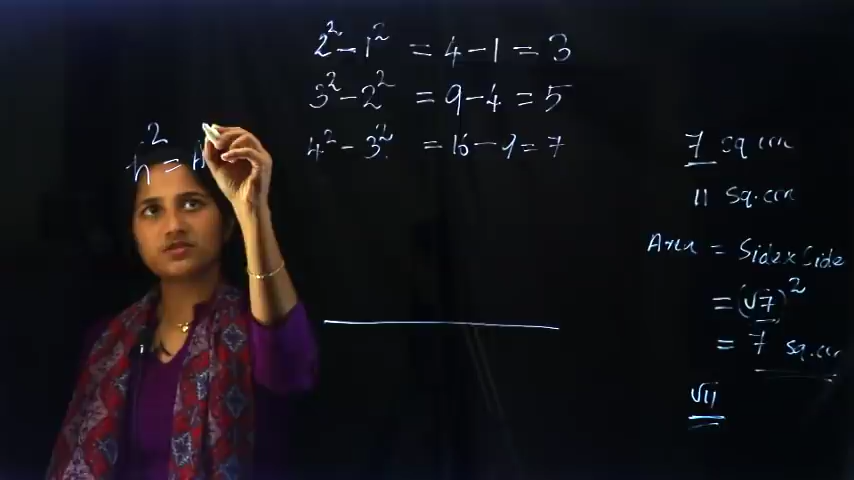 2² - 1² = 4 - 1 = 3
3² - 2² = 9 - 4 = 5
4² - 3² = 16 - 9 = 7
h² =
7 sq cm
11 sq.cm
Area = Side x Side
= (√7)²
= 7 sq.cm
√11